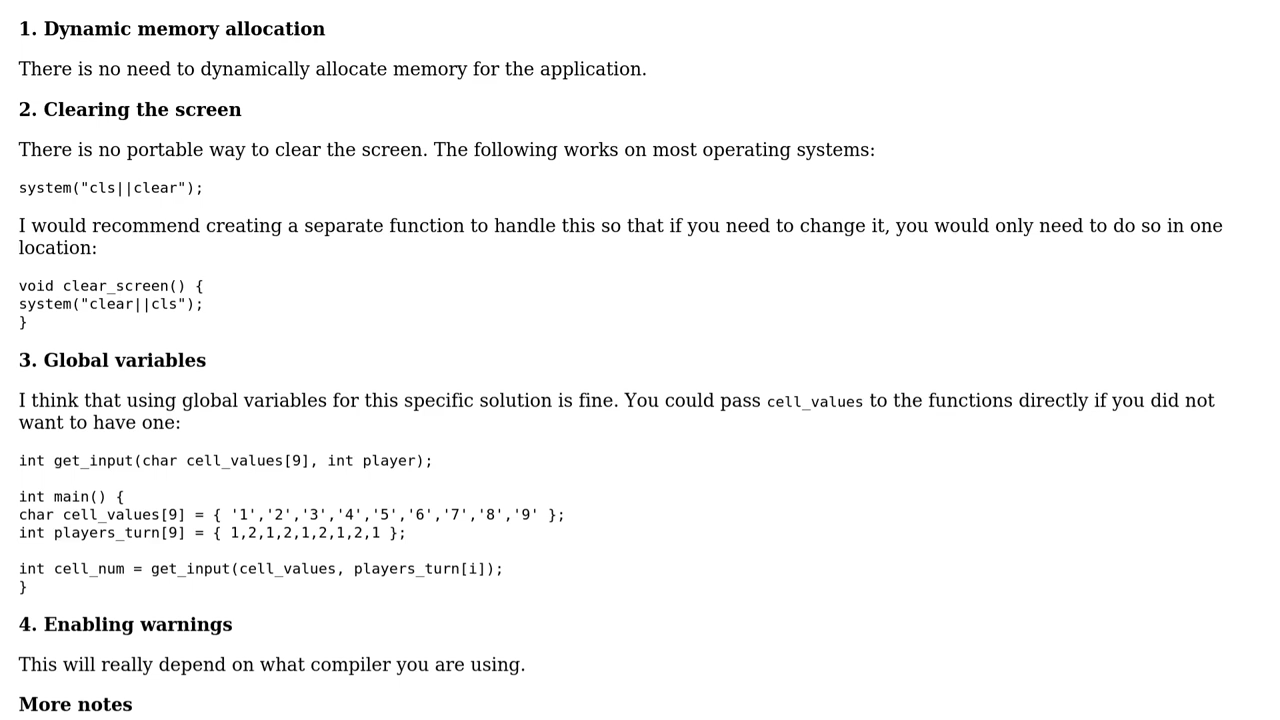 1. Dynamic memory allocation
There is no need to dynamically allocate memory for the application.
2. Clearing the screen
There is no portable way to clear the screen. The following works on most operating systems:
system("cls||clear");
I would recommend creating a separate function to handle this so that if you need to change it, you would only need to do so in one
location:
void clear_screen() {
system("clear||cls");
}
3. Global variables
I think that using global variables for this specific solution is fine. You could pass cell_values to the functions directly if you did not
want to have one:
int get_input(char cell_values[9], int player);
int main() {
char cell_values[9] = { '1','2','3','4','5','6','7','8','9' };
int players_turn[9] = { 1,2,1,2,1,2,1,2,1 };
int cell_num = get_input(cell_values, players_turn[i]);
}
4. Enabling warnings
This will really depend on what compiler you are using.
More notes